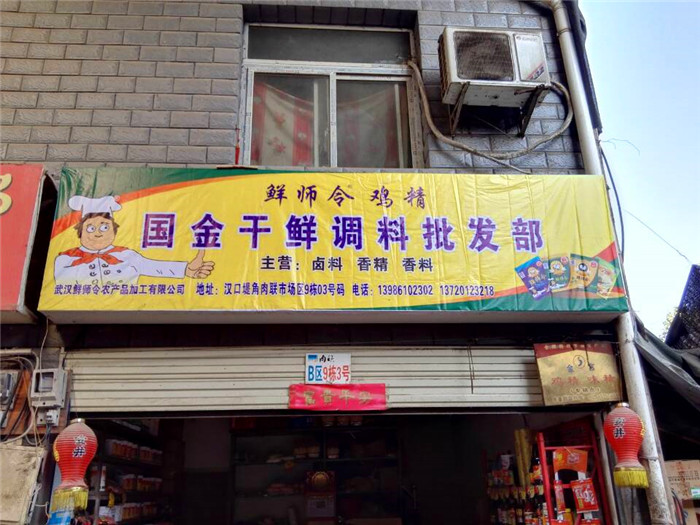 鲜师令鸡精
国金干鲜调料批发部
主营：卤料 香精 香料
武汉鲜师令农产品加工有限公司 地址：汉口堤角肉联市场区9栋03号码 电话：13986102302 13720123218
B区9栋3号